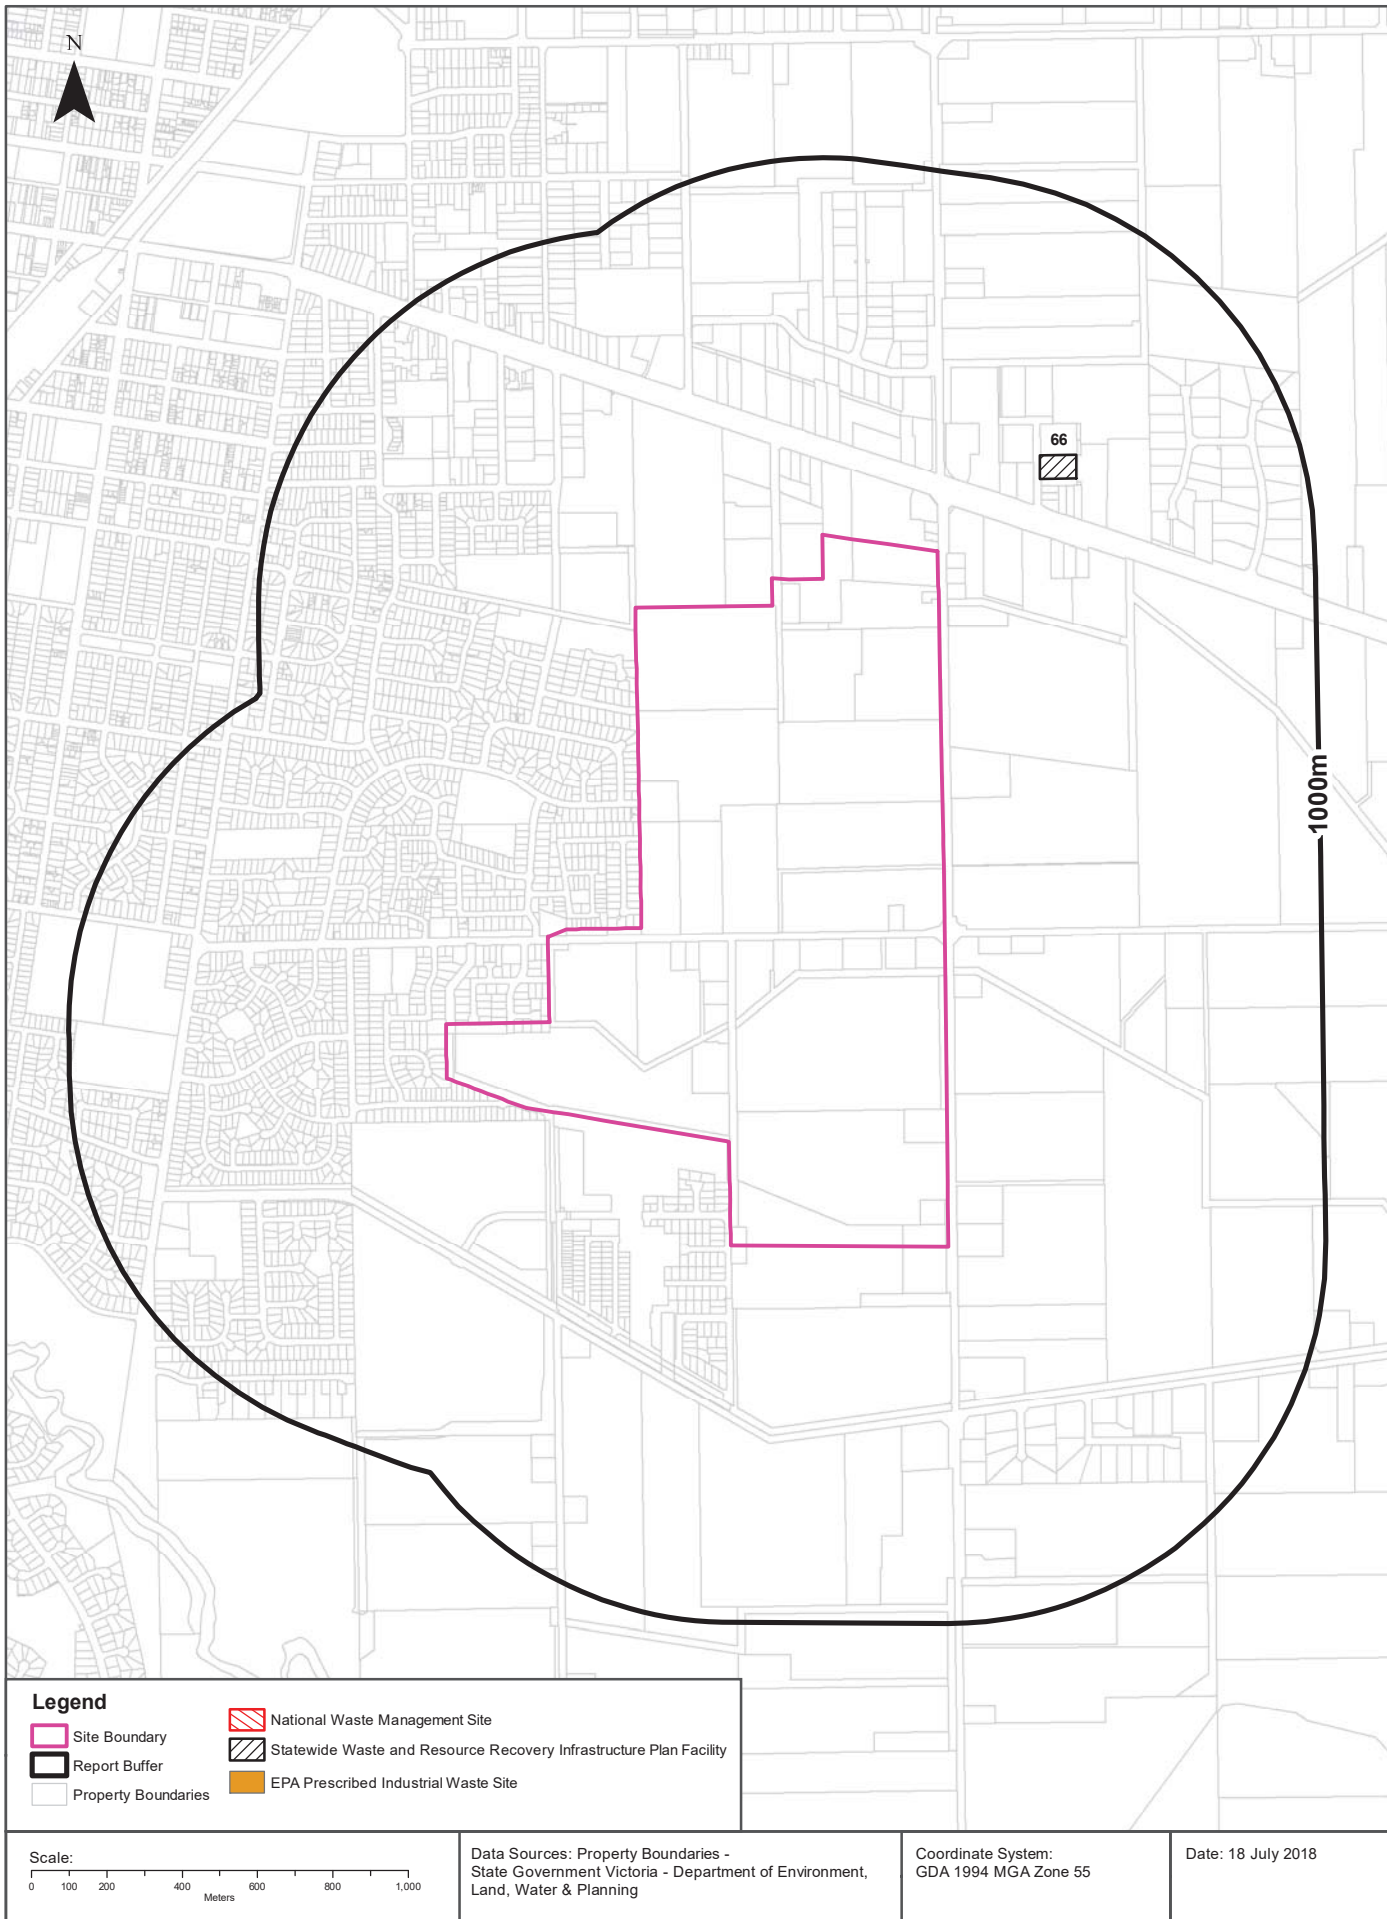 N
66
1000m
Legend
Site Boundary
Report Buffer
Property Boundaries
National Waste Management Site
Statewide Waste and Resource Recovery Infrastructure Plan Facility
EPA Prescribed Industrial Waste Site
Scale:
0 100 200 400 600 800 1,000
Meters
Data Sources: Property Boundaries -
State Government Victoria - Department of Environment,
Land, Water & Planning
Coordinate System:
GDA 1994 MGA Zone 55
Date: 18 July 2018